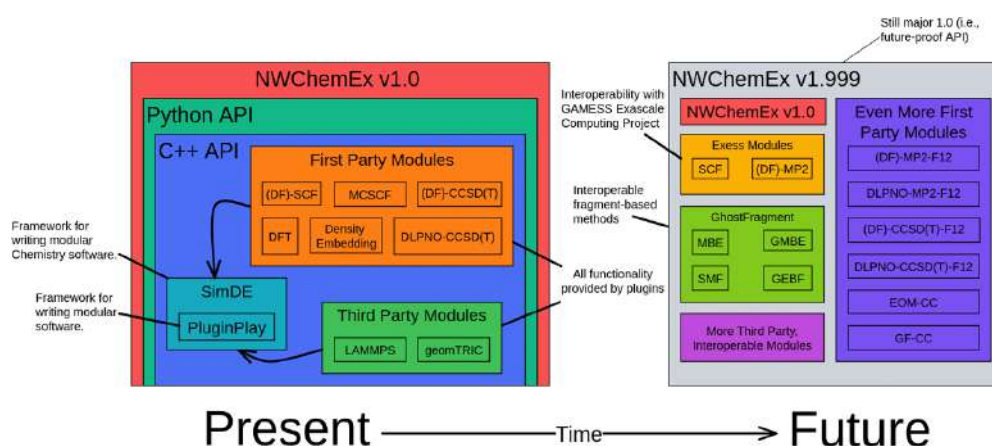 Still major 1.0 (i.e.,
future-proof API)
NWChemEx v1.0
Python API
C++ API
First Party Modules
(DF)-SCF
MCSCF
(DF)-CCSD(T)
DFT
Density
Embedding
DLPNO-CCSD(T)
Framework for
writing modular
Chemistry software.
SimDE
PluginPlay
Framework for
writing modular
software.
Third Party Modules
LAMMPS
geomTRIC
Interoperability with
GAMESS Exascale
Computing Project
Interoperable
fragment-based
methods
All functionality
provided by plugins
NWChemEx v1.999
NWChemEx v1.0
Exess Modules
SCF
(DF)-MP2
GhostFragment
MBE
GMBE
SMF
GEBF
More Third Party,
Interoperable Modules
Even More First
Party Modules
(DF)-MP2-F12
DLPNO-MP2-F12
(DF)-CCSD(T)-F12
DLPNO-CCSD(T)-F12
EOM-CC
GF-CC
Present
Time
Future